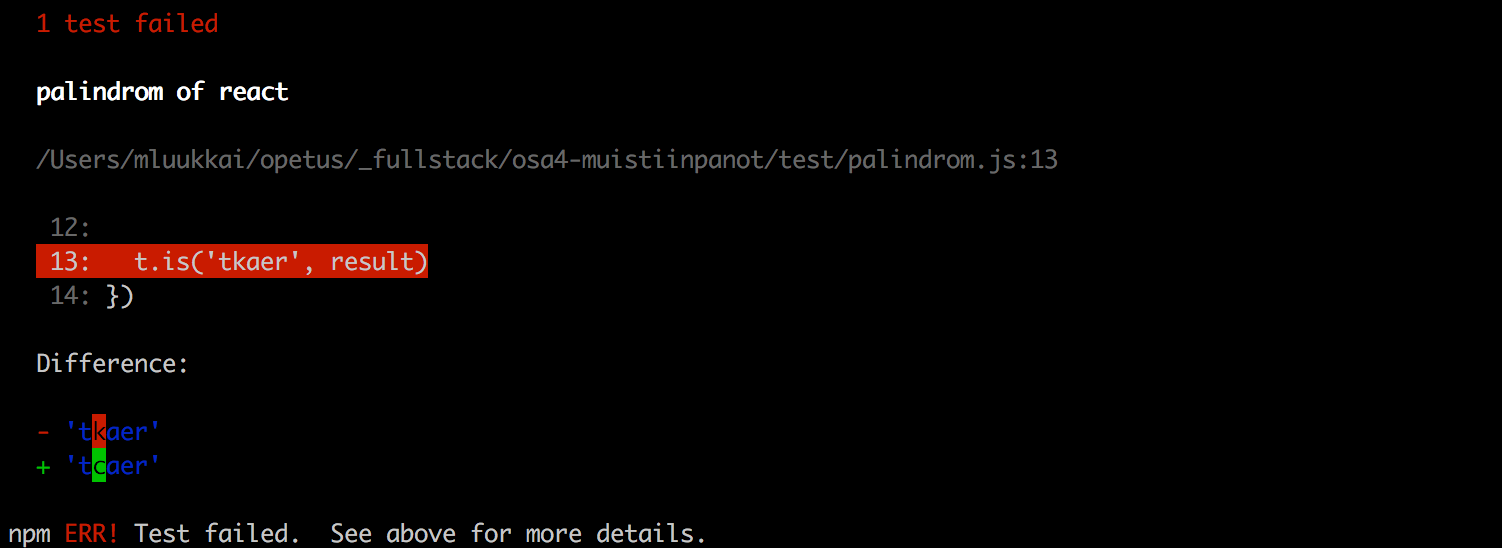 1 test failed
palindrom of react
/Users/mluukkai/opetus/_fullstack/osa4-muistiinpanot/test/palindrom.js:13
12:
13:   t.is('tkaer', result)
14: })
Difference:
- 'tkaer'
+ 'tcaer'
npm ERR! Test failed.  See above for more details.